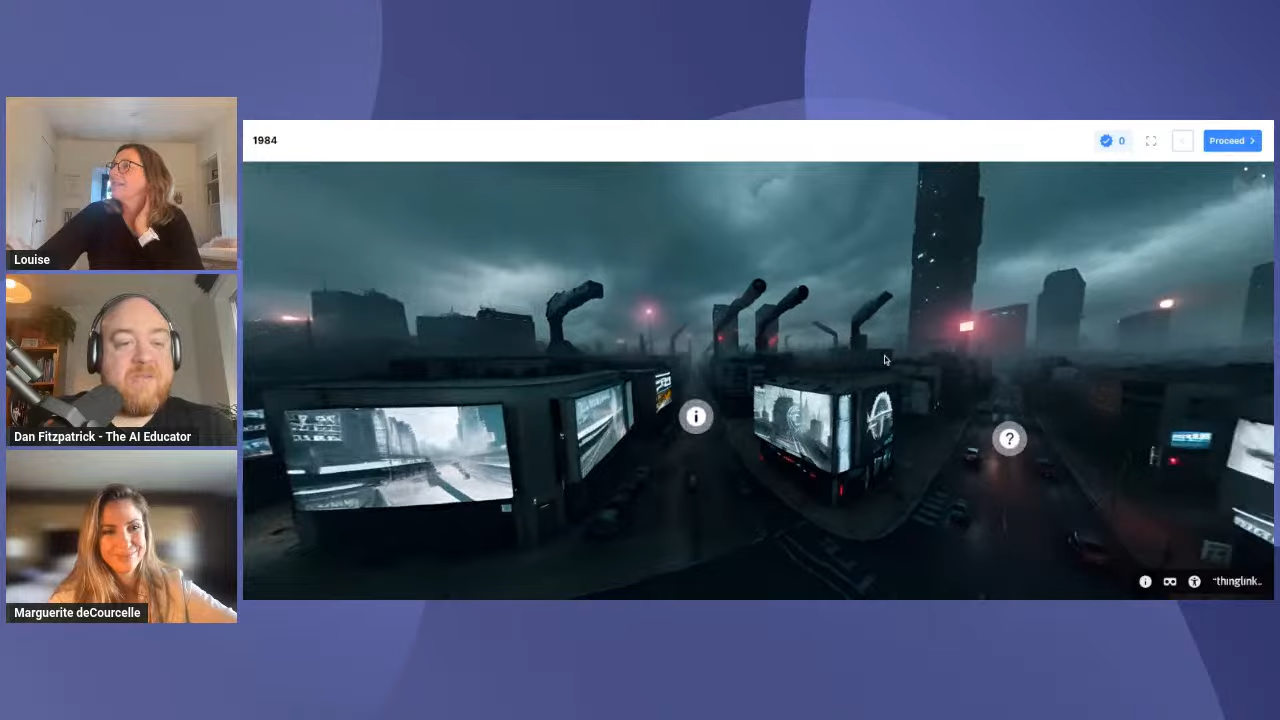 1984
0
Proceed
Louise
Dan Fitzpatrick - The AI Educator
Marguerite deCourcelle
i
?
thinglink..